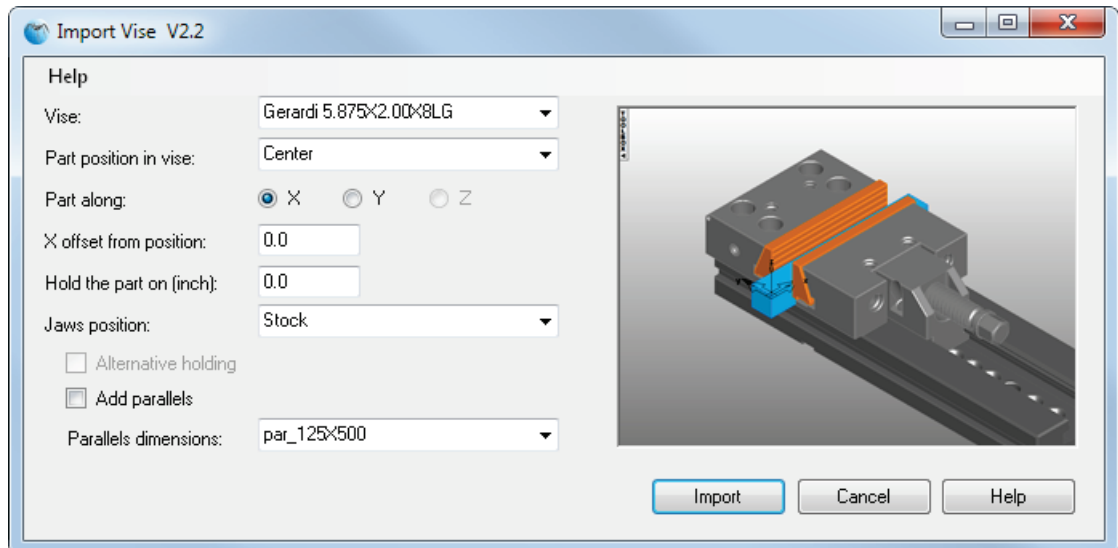 Import Vise V2.2
Help
Vise: Gerardi 5.875X2.00X8LG
Part position in vise: Center
Part along: X Y Z
X offset from position: 0.0
Hold the part on (inch): 0.0
Jaws position: Stock
Alternative holding
Add parallels
Parallels dimensions: par_125X500
Import Cancel Help